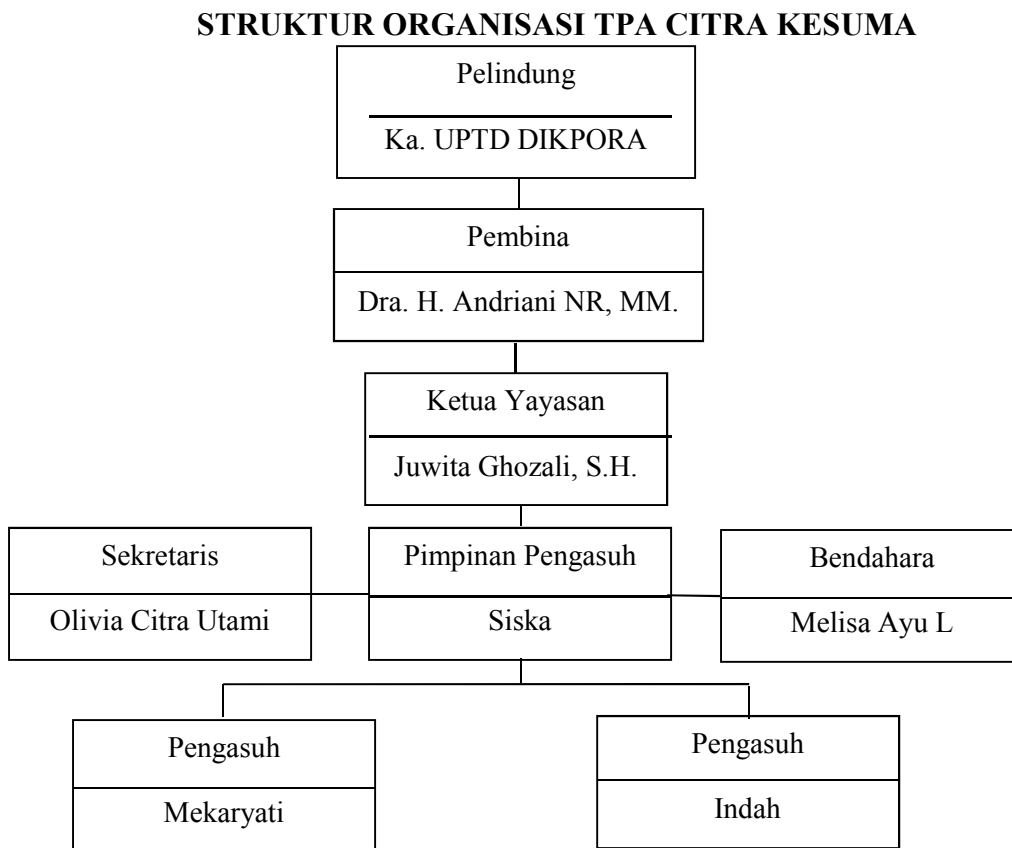 STRUKTUR ORGANISASI TPA CITRA KESUMA
Pelindung
Ka. UPTD DIKPORA
Pembina
Dra. H. Andriani NR, MM.
Ketua Yayasan
Juwita Ghozali, S.H.
Sekretaris
Olivia Citra Utami
Pimpinan Pengasuh
Siska
Bendahara
Melisa Ayu L
Pengasuh
Mekaryati
Pengasuh
Indah